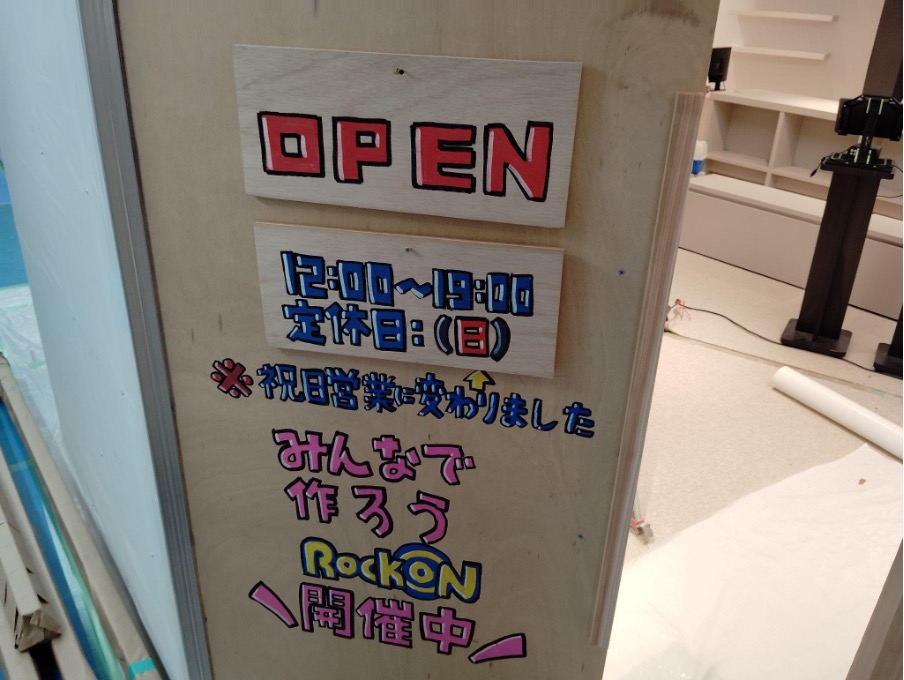 OPEN
12:00～19:00
定休日:(日)
※祝日営業に変わりました
みんなで
作ろう
ROCKON
開催中